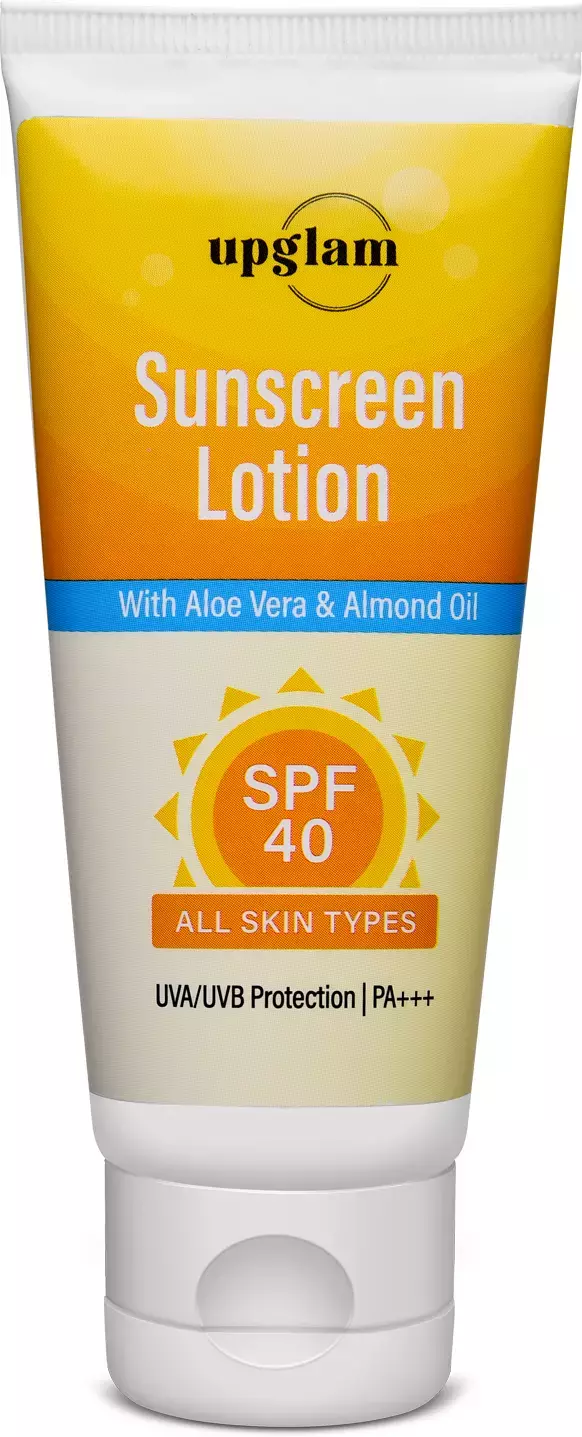 upglam
Sunscreen
Lotion
With Aloe Vera & Almond Oil
SPF
40
ALL SKIN TYPES
UVA/UVB Protection | PA+++